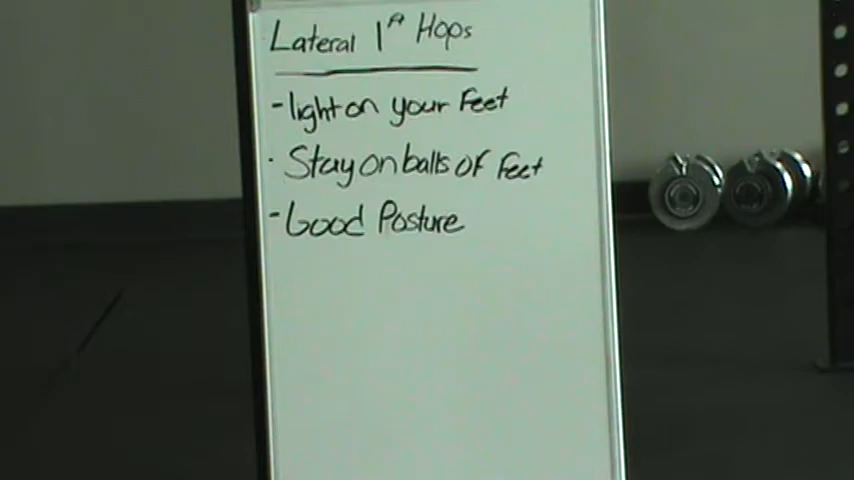 Lateral 1ft Hops
- light on your feet
- Stay on balls of feet
- Good Posture